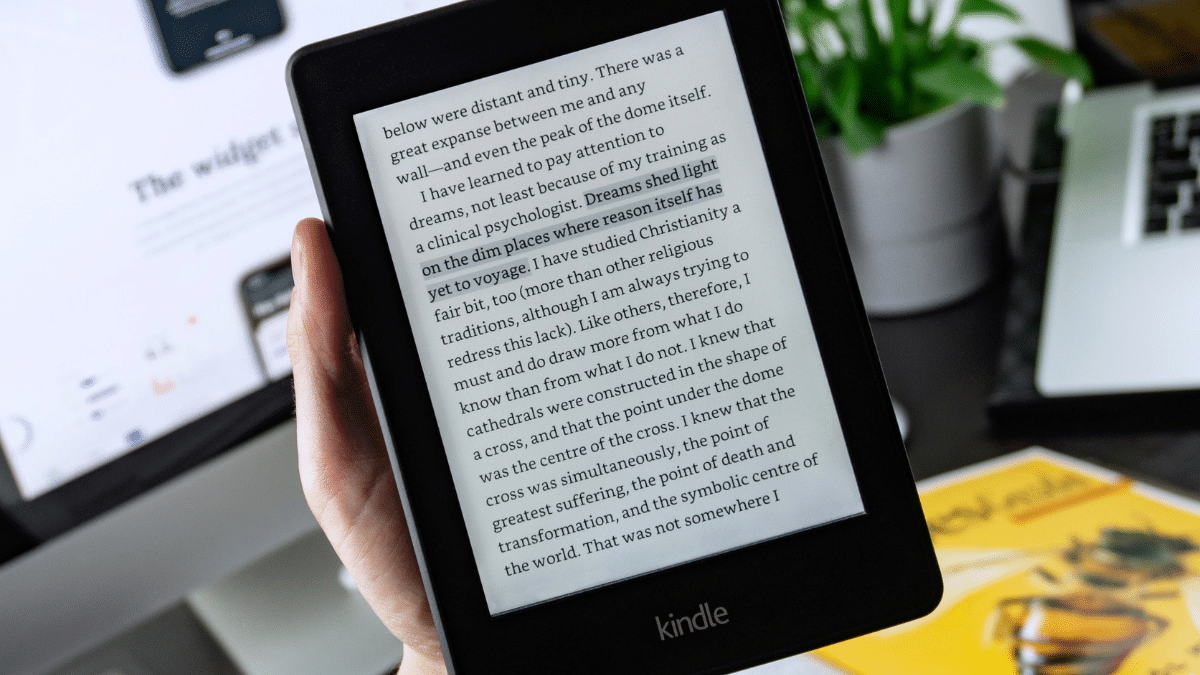 The widget
below were distant and tiny. There was a
great expanse between me and any
wall—and even the peak of the dome itself.
I have learned to pay attention to
dreams, not least because of my training as
a clinical psychologist. Dreams shed light
on the dim places where reason itself has
yet to voyage. I have studied Christianity a
fair bit, too (more than other religious
traditions, although I am always trying to
redress this lack). Like others, therefore, I
must and do draw more from what I do
know than from what I do not. I knew that
cathedrals were constructed in the shape of
a cross, and that the point under the dome
was the centre of the cross. I knew that the
cross was simultaneously, the point of
greatest suffering, the point of death and
transformation, and the symbolic centre of
the world. That was not somewhere I
kindle